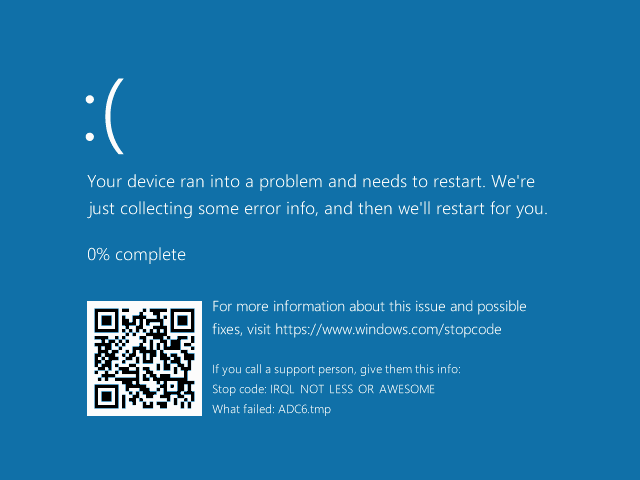 :(
Your device ran into a problem and needs to restart. We're
just collecting some error info, and then we'll restart for you.
0% complete
For more information about this issue and possible
fixes, visit https://www.windows.com/stopcode
If you call a support person, give them this info:
Stop code: IRQL NOT LESS OR AWESOME
What failed: ADC6.tmp